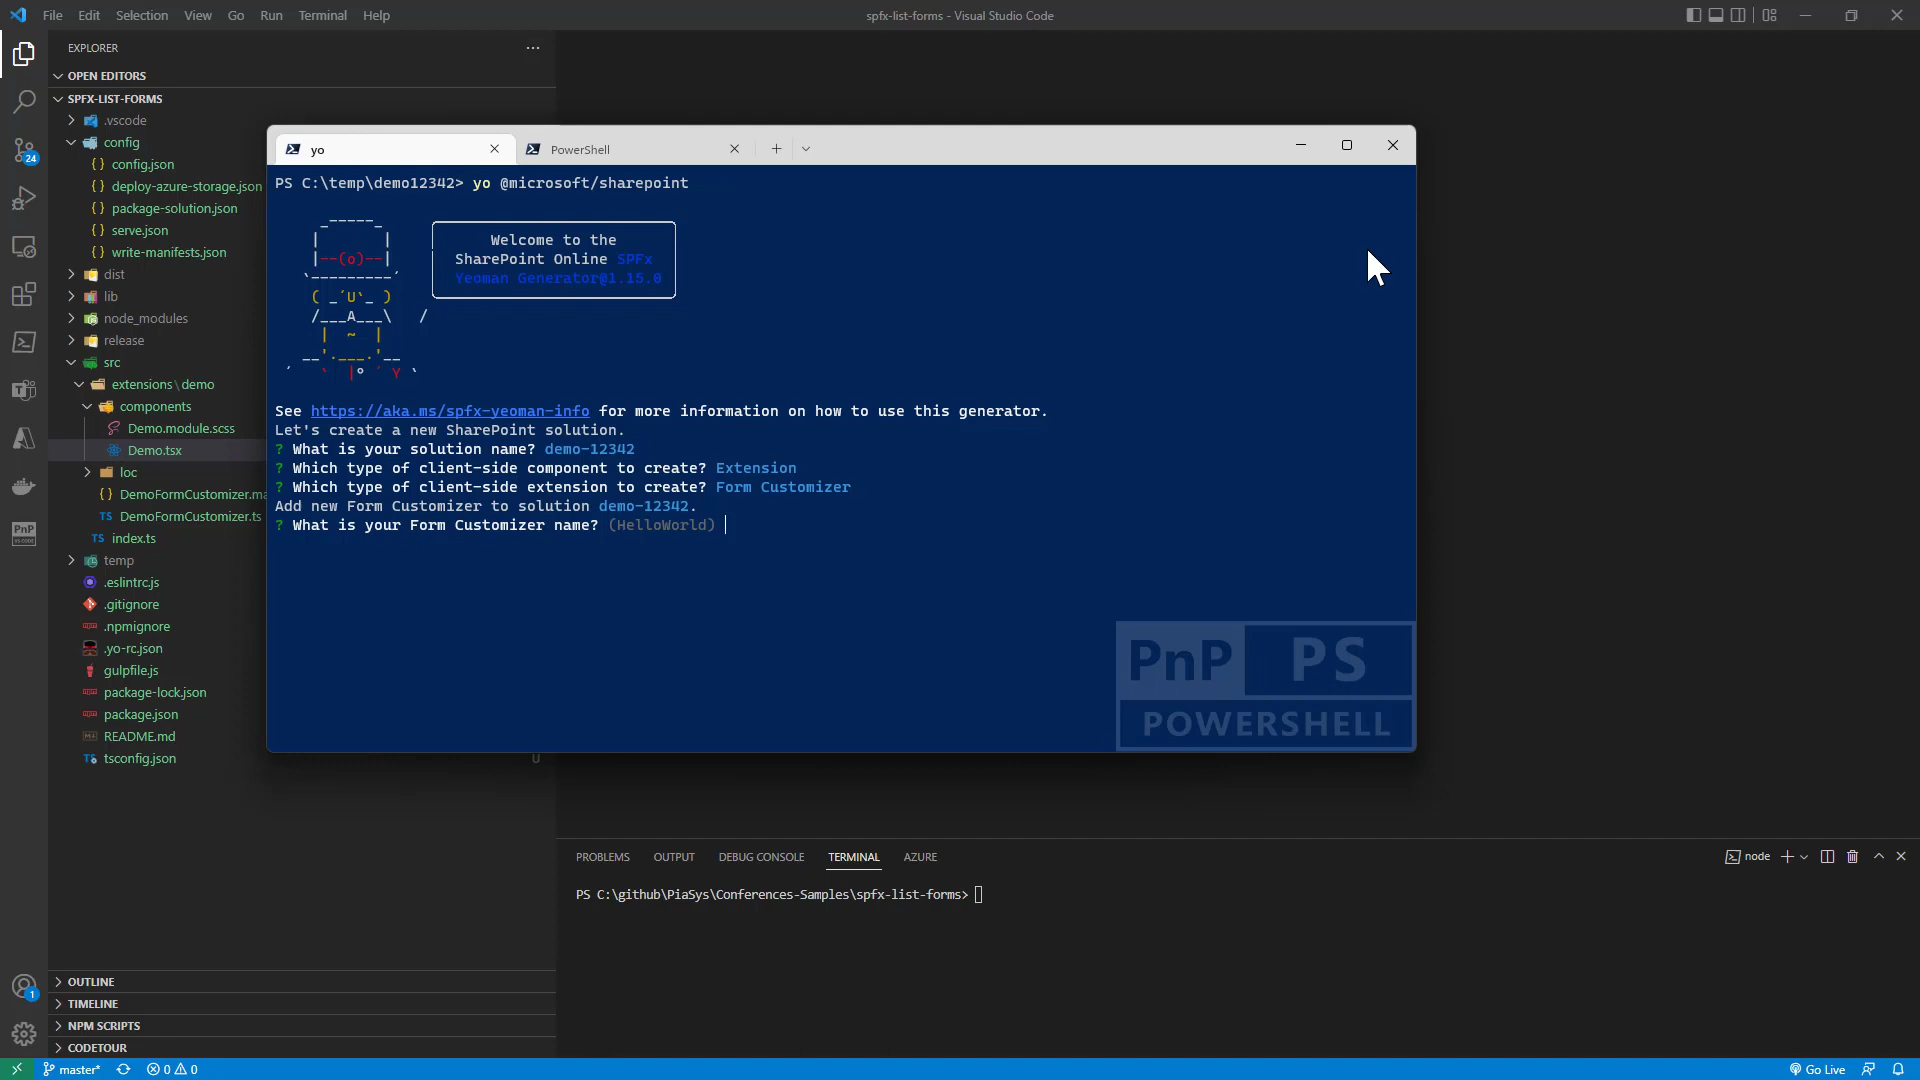 File Edit Selection View Go Run Terminal Help
spfx-list-forms - Visual Studio Code
EXPLORER
OPEN EDITORS
SPFX-LIST-FORMS
.vscode
config
config.json
deploy-azure-storage.json
package-solution.json
serve.json
write-manifests.json
dist
lib
node_modules
release
src
extensions\demo
components
Demo.module.scss
Demo.tsx
loc
DemoFormCustomizer.ma
DemoFormCustomizer.ts
index.ts
temp
.eslintrc.js
.gitignore
.npmignore
.yo-rc.json
gulpfile.js
package-lock.json
package.json
README.md
tsconfig.json
U
OUTLINE
TIMELINE
NPM SCRIPTS
CODETOUR
24
PnP
1
yo
PowerShell
PS C:\temp\demo12342> yo @microsoft/sharepoint
Welcome to the
SharePoint Online SPFx
Yeoman Generator@1.15.0
See https://aka.ms/spfx-yeoman-info for more information on how to use this generator.
Let's create a new SharePoint solution.
? What is your solution name? demo-12342
? Which type of client-side component to create? Extension
? Which type of client-side extension to create? Form Customizer
Add new Form Customizer to solution demo-12342.
? What is your Form Customizer name? (HelloWorld)
PnP PS
POWERSHELL
PROBLEMS OUTPUT DEBUG CONSOLE TERMINAL AZURE
node
PS C:\github\PiaSys\Conferences-Samples\spfx-list-forms>
master* 0 0
Go Live